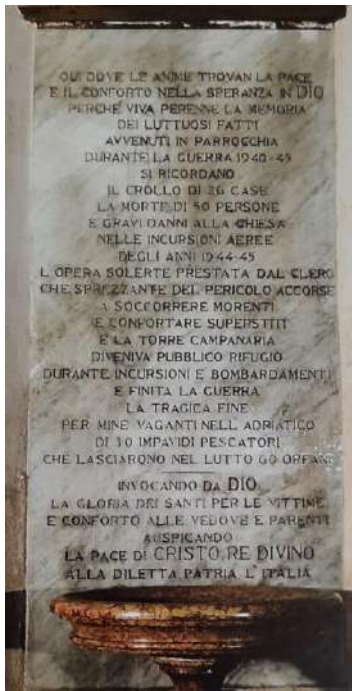 QUI DOVE LE ANIME TROVAN LA PACE
E IL CONFORTO NELLA SPERANZA IN DIO
PERCHÈ VIVA PERENNE LA MEMORIA
DEI LUTTUOSI FATTI
AVVENUTI IN PARROCCHIA
DURANTE LA GUERRA 1940-45
SI RICORDANO
IL CROLLO DI 26 CASE
LA MORTE DI 50 PERSONE
E GRAVI DANNI ALLA CHIESA
NELLE INCURSIONI AEREE
DEGLI ANNI 1944-45
L OPERA SOLERTE PRESTATA DAL CLERO
CHE SPREZZANTE DEL PERICOLO ACCORSE
A SOCCORRERE MORENTI
E CONFORTARE SUPERSTITI
E LA TORRE CAMPANARIA
DIVENIVA PUBBLICO RIFUGIO
DURANTE INCURSIONI E BOMBARDAMENTI
E FINITA LA GUERRA
LA TRAGICA FINE
PER MINE VAGANTI NELL ADRIATICO
DI 30 IMPAVIDI PESCATORI
CHE LASCIARONO NEL LUTTO 60 ORFANI
INVOCANDO DA DIO
LA GLORIA DEI SANTI PER LE VITTIME
E CONFORTO ALLE VEDOVE E PARENTI
AUSPICANDO
LA PACE DI CRISTO RE DIVINO
ALLA DILETTA PATRIA L'ITALIA